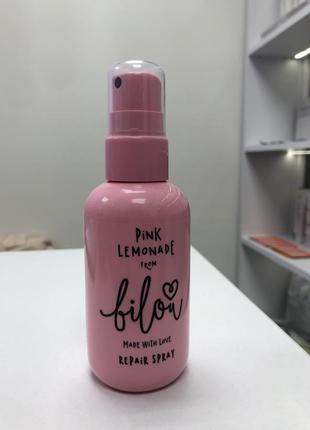 PiNK
LEMONADE
FROM
bilou
MADE WiTH LOVE
REPAiR SPRAY